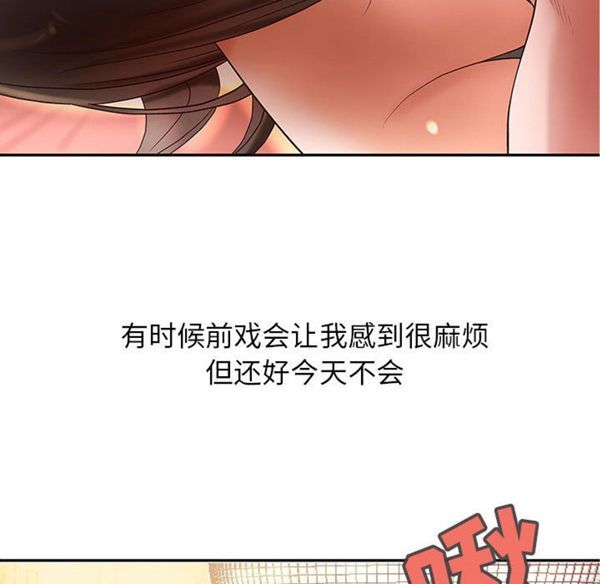 有时候前戏会让我感到很麻烦
但还好今天不会
啾